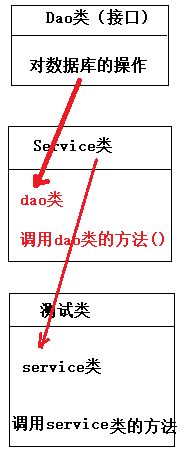 Dao类（接口）
对数据库的操作
Service类
dao类
调用dao类的方法()
测试类
service类
调用service类的方法